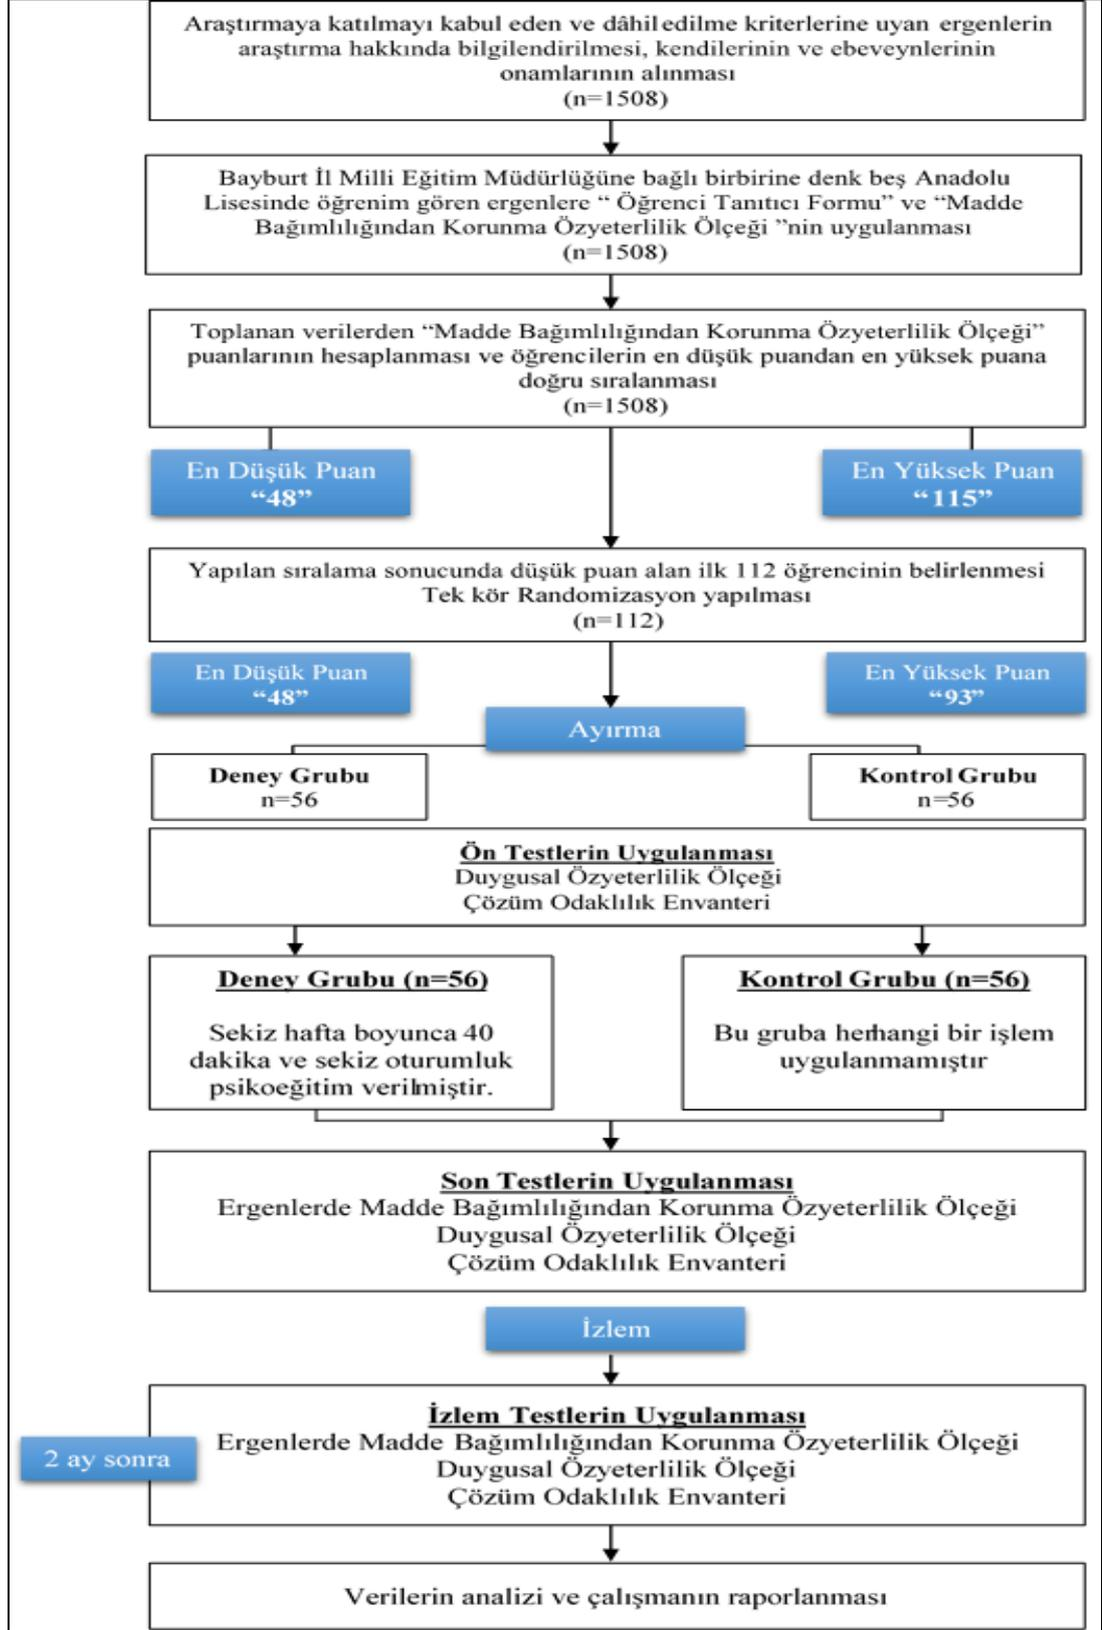 Araştırmaya katılmayı kabul eden ve dâhil edilme kriterlerine uyan ergenlerin
araştırma hakkında bilgilendirilmesi, kendilerinin ve ebeveynlerinin
onamlarının alınması
(n=1508)
Bayburt İl Milli Eğitim Müdürlüğüne bağlı birbirine denk beş Anadolu
Lisesinde öğrenim gören ergenlere “ Öğrenci Tanıtıcı Formu” ve “Madde
Bağımlılığından Korunma Özyeterlilik Ölçeği ”nin uygulanması
(n=1508)
Toplanan verilerden “Madde Bağımlılığından Korunma Özyeterlilik Ölçeği”
puanlarının hesaplanması ve öğrencilerin en düşük puandan en yüksek puana
doğru sıralanması
(n=1508)
En Düşük Puan
“48”
En Yüksek Puan
“115”
Yapılan sıralama sonucunda düşük puan alan ilk 112 öğrencinin belirlenmesi
Tek kör Randomizasyon yapılması
(n=112)
En Düşük Puan
“48”
En Yüksek Puan
“93”
Ayırma
Deney Grubu
n=56
Kontrol Grubu
n=56
Ön Testlerin Uygulanması
Duygusal Özyeterlilik Ölçeği
Çözüm Odaklılık Envanteri
Deney Grubu (n=56)
Sekiz hafta boyunca 40
dakika ve sekiz oturumluk
psikoeğitim verilmiştir.
Kontrol Grubu (n=56)
Bu gruba herhangi bir işlem
uygulanmamıştır
Son Testlerin Uygulanması
Ergenlerde Madde Bağımlılığından Korunma Özyeterlilik Ölçeği
Duygusal Özyeterlilik Ölçeği
Çözüm Odaklılık Envanteri
İzlem
İzlem Testlerin Uygulanması
2 ay sonra
Ergenlerde Madde Bağımlılığından Korunma Özyeterlilik Ölçeği
Duygusal Özyeterlilik Ölçeği
Çözüm Odaklılık Envanteri
Verilerin analizi ve çalışmanın raporlanması